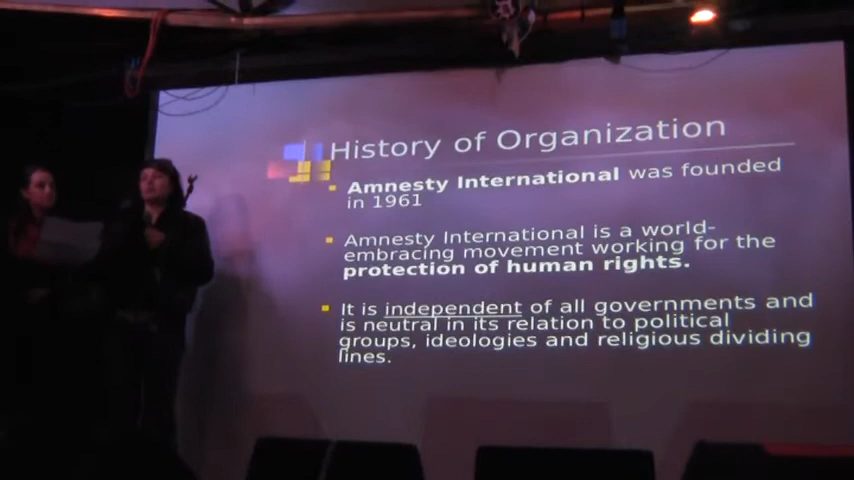 History of Organization
Amnesty International was founded
in 1961
Amnesty International is a world-
embracing movement working for the
protection of human rights.
It is independent of all governments and
is neutral in its relation to political
groups, ideologies and religious dividing
lines.